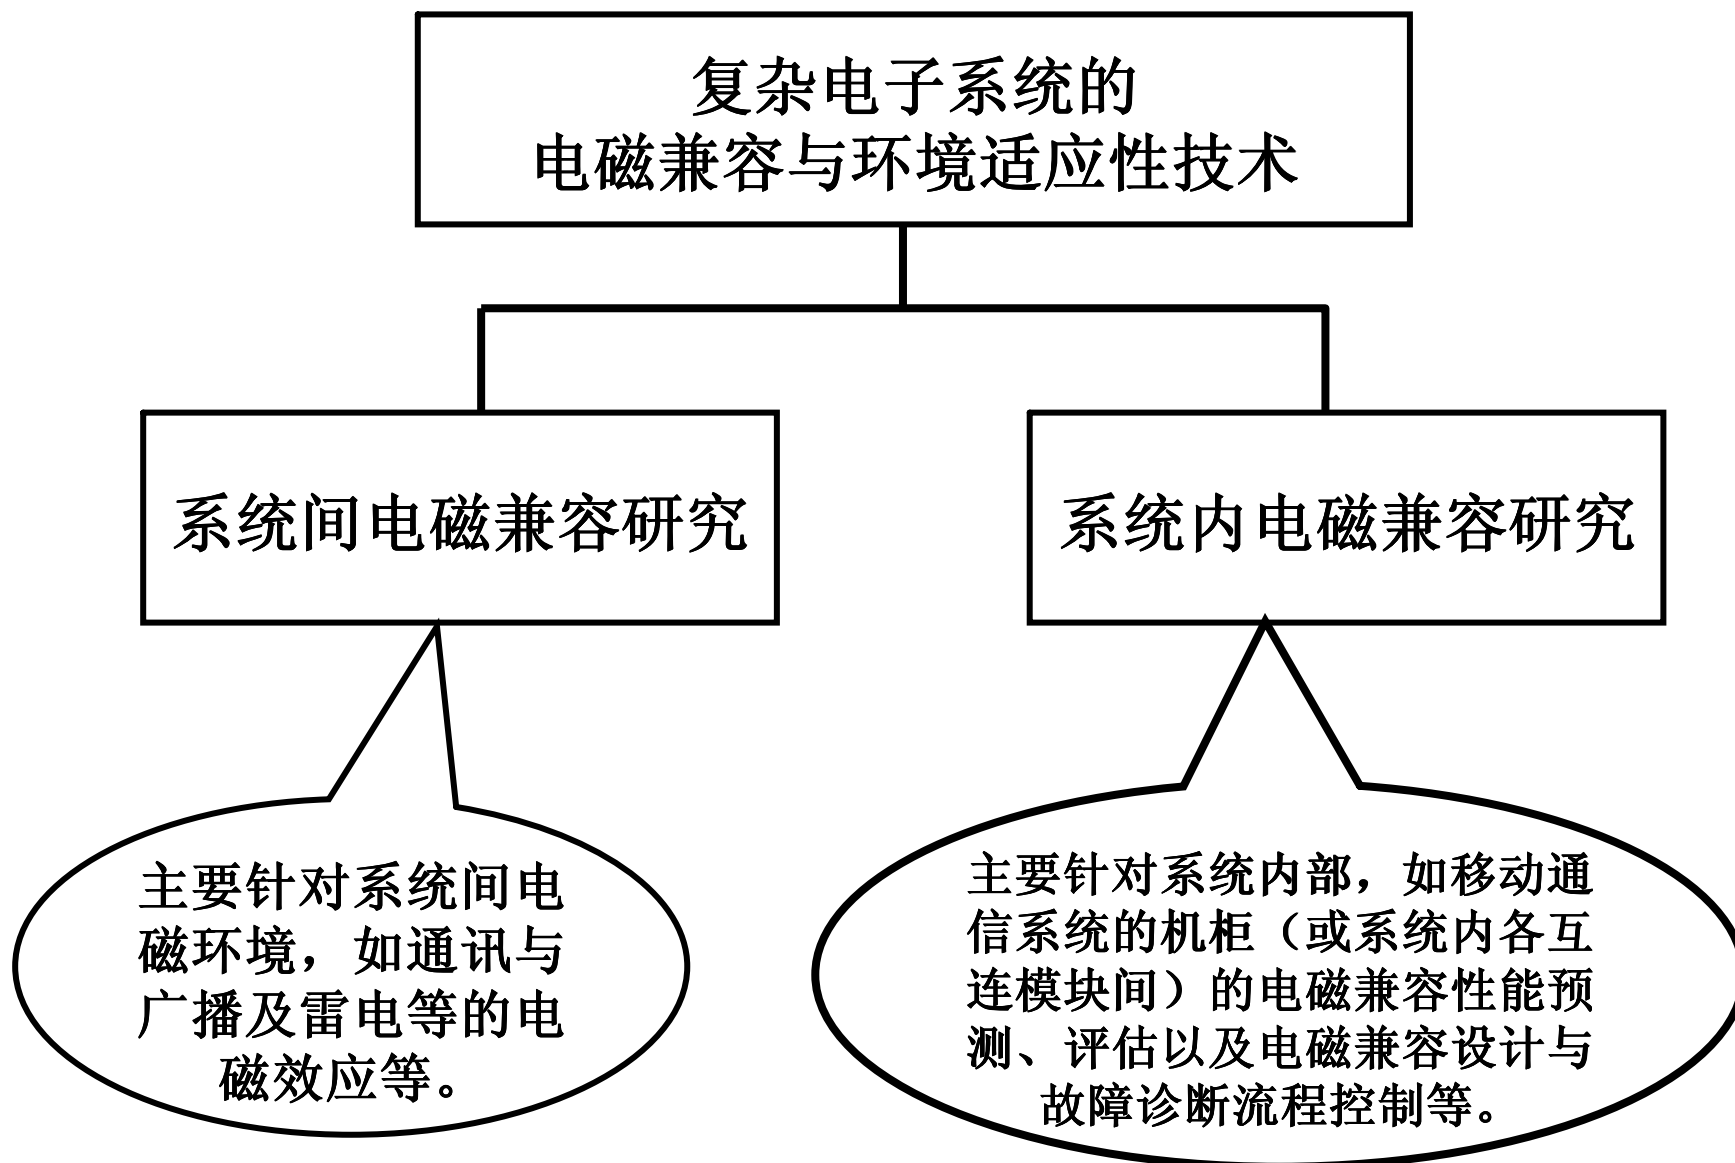 复杂电子系统的
电磁兼容与环境适应性技术
系统间电磁兼容研究
系统内电磁兼容研究
主要针对系统间电
磁环境，如通讯与
广播及雷电等的电
磁效应等。
主要针对系统内部，如移动通
信系统的机柜（或系统内各互
连模块间）的电磁兼容性能预
测、评估以及电磁兼容设计与
故障诊断流程控制等。